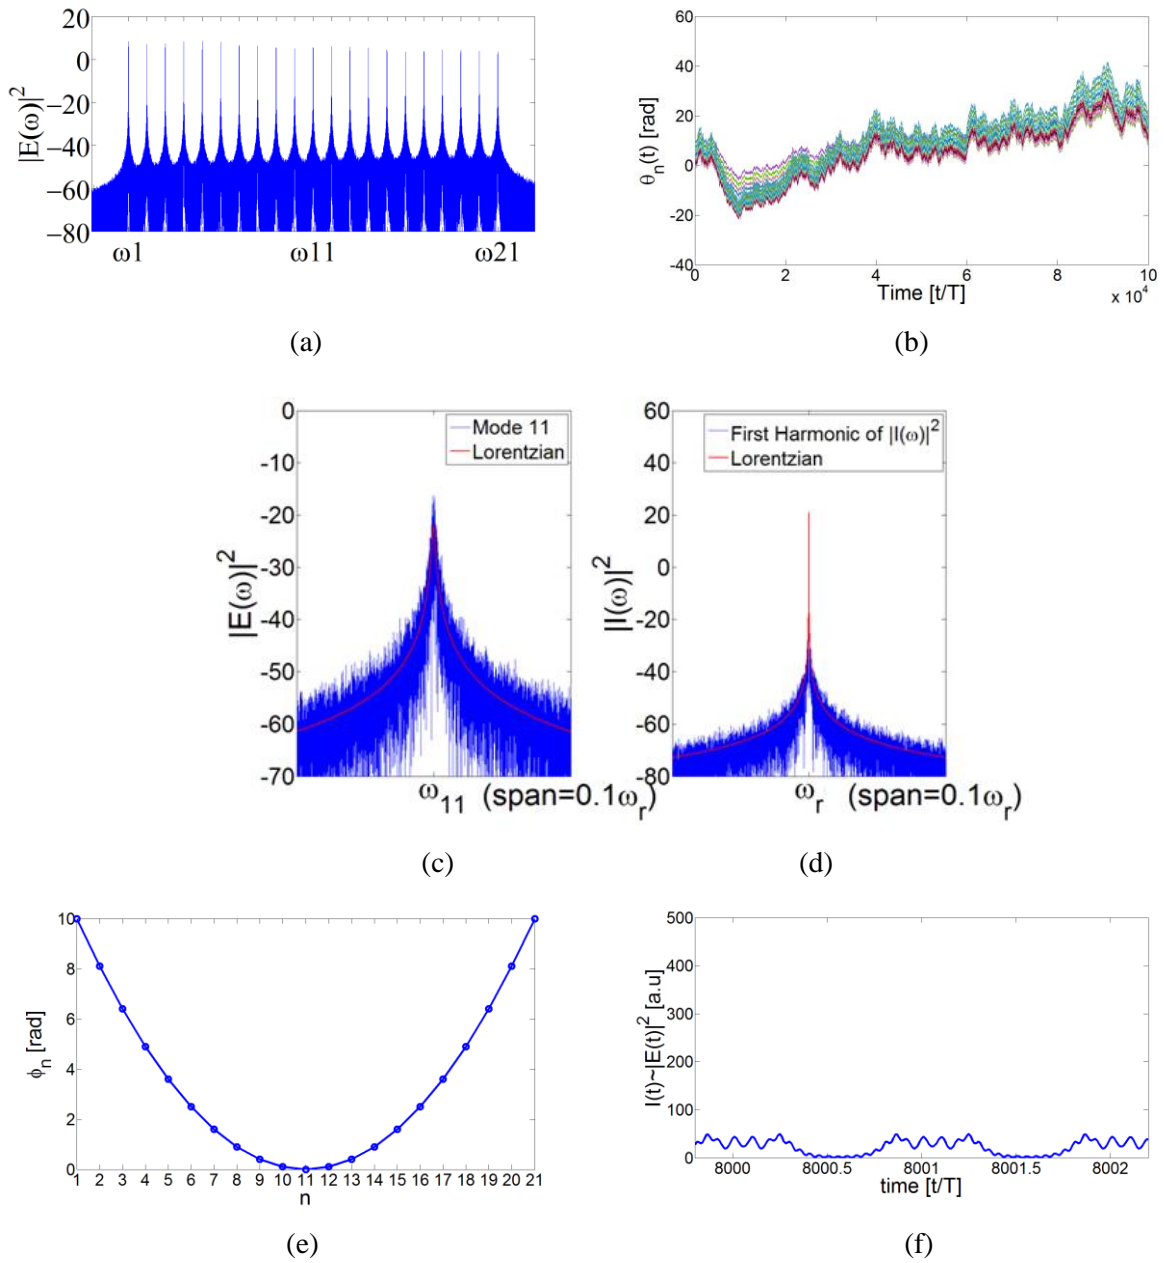 20
0
−20
−40
−60
−80
|E(ω)|²
ω1 ω11 ω21
(a)
60
40
20
0
-20
-40
θn(t) [rad]
0 2 4 6 8 10
Time [t/T]
x 10⁴
(b)
0
-10
-20
-30
-40
-50
-60
-70
|E(ω)|²
Mode 11
Lorentzian
ω11 (span=0.1ωr)
(c)
60
40
20
0
-20
-40
-60
-80
|I(ω)|²
First Harmonic of |I(ω)|²
Lorentzian
ωr (span=0.1ωr)
(d)
10
8
6
4
2
0
ϕn [rad]
1 2 3 4 5 6 7 8 9 10 11 12 13 14 15 16 17 18 19 20 21
n
(e)
500
400
300
200
100
0
I(t)~|E(t)|² [a.u]
8000 8000.5 8001 8001.5 8002
time [t/T]
(f)